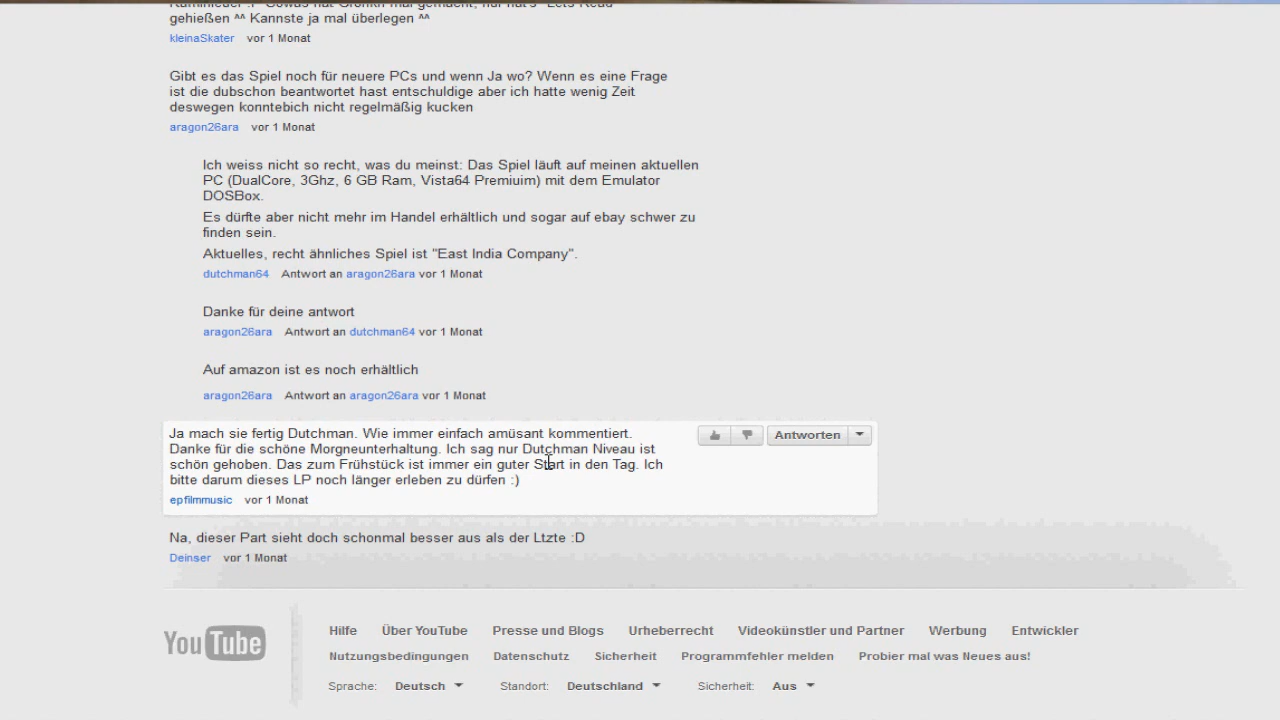 gehießen ^^ Kannste ja mal überlegen ^^
kleinaSkater vor 1 Monat
Gibt es das Spiel noch für neuere PCs und wenn Ja wo? Wenn es eine Frage
ist die dubschon beantwortet hast entschuldige aber ich hatte wenig Zeit
deswegen konntebich nicht regelmäßig kucken
aragon26ara vor 1 Monat
Ich weiss nicht so recht, was du meinst: Das Spiel läuft auf meinen aktuellen
PC (DualCore, 3Ghz, 6 GB Ram, Vista64 Premiuim) mit dem Emulator
DOSBox.
Es dürfte aber nicht mehr im Handel erhältlich und sogar auf ebay schwer zu
finden sein.
Aktuelles, recht ähnliches Spiel ist "East India Company".
dutchman64 Antwort an aragon26ara vor 1 Monat
Danke für deine antwort
aragon26ara Antwort an dutchman64 vor 1 Monat
Auf amazon ist es noch erhältlich
aragon26ara Antwort an aragon26ara vor 1 Monat
Ja mach sie fertig Dutchman. Wie immer einfach amüsant kommentiert.
Danke für die schöne Morgneunterhaltung. Ich sag nur Dutchman Niveau ist
schön gehoben. Das zum Frühstück ist immer ein guter Start in den Tag. Ich
bitte darum dieses LP noch länger erleben zu dürfen :)
epfilmmusic vor 1 Monat
Antworten
Na, dieser Part sieht doch schonmal besser aus als der Ltzte :D
Deinser vor 1 Monat
YouTube
Hilfe Über YouTube Presse und Blogs Urheberrecht Videokünstler und Partner Werbung Entwickler
Nutzungsbedingungen Datenschutz Sicherheit Programmfehler melden Probier mal was Neues aus!
Sprache: Deutsch Standort: Deutschland Sicherheit: Aus